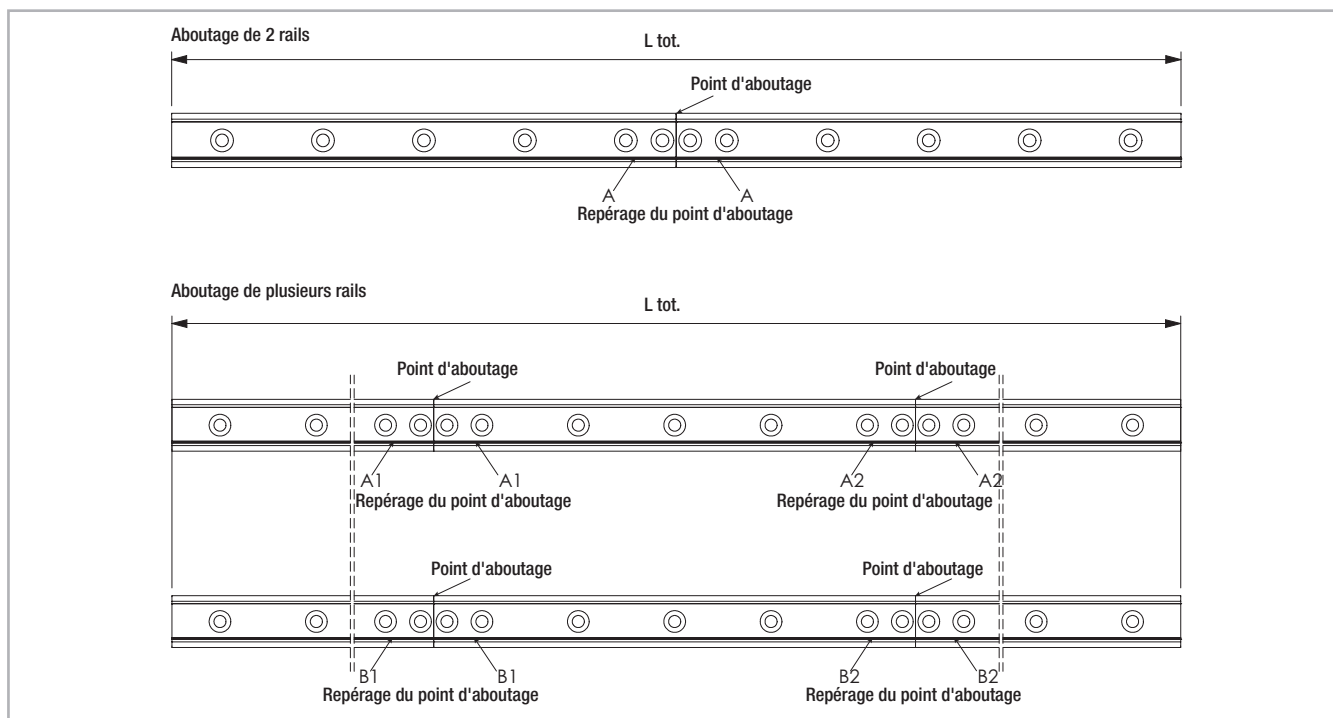 Aboutage de 2 rails
L tot.
Point d'aboutage
A A
Repérage du point d'aboutage
Aboutage de plusieurs rails
L tot.
Point d'aboutage Point d'aboutage
A1 A1 A2 A2
Repérage du point d'aboutage Repérage du point d'aboutage
Point d'aboutage Point d'aboutage
B1 B1 B2 B2
Repérage du point d'aboutage Repérage du point d'aboutage